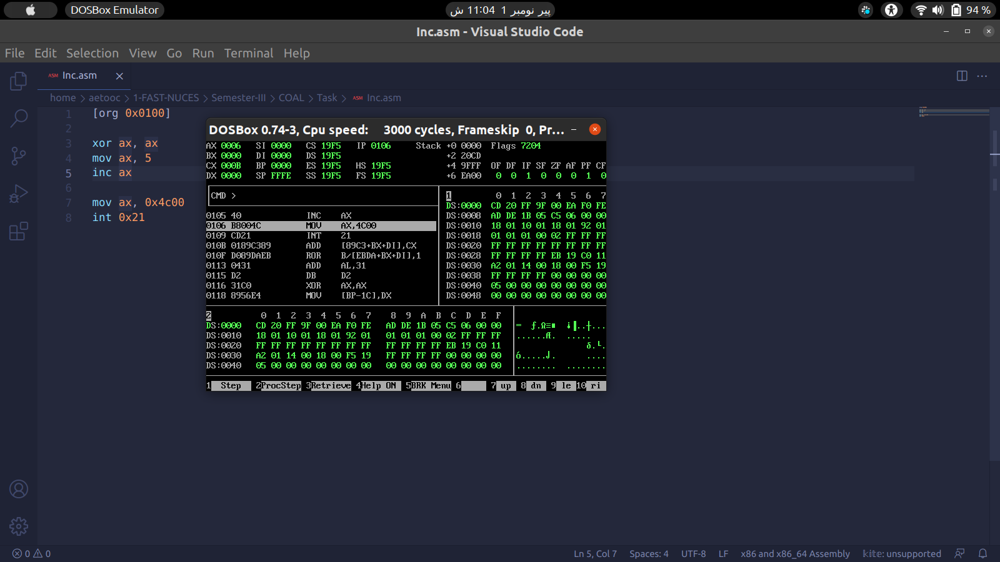 DOSBox Emulator
پیر نومبر 1  11:04 ش
94 %
Inc.asm - Visual Studio Code
File Edit Selection View Go Run Terminal Help
ASM Inc.asm
home > aetooc > 1-FAST-NUCES > Semester-III > COAL > Task > ASM Inc.asm
1 [org 0x0100]
2
3 xor ax, ax
4 mov ax, 5
5 inc ax
6
7 mov ax, 0x4c00
8 int 0x21
DOSBox 0.74-3, Cpu speed: 3000 cycles, Frameskip 0, Pr...
AX 0006 SI 0000 CS 19F5 IP 0106 Stack +0 0000 Flags 7204
BX 0000 DI 0000 DS 19F5 +2 20CD
CX 000B BP 0000 ES 19F5 HS 19F5 +4 9FFF OF DF IF SF ZF AF PF CF
DX 0000 SP FFFE SS 19F5 FS 19F5 +6 EA00 0 0 1 0 0 0 1 0
CMD >
0105 40 INC AX
0106 B8004C MOV AX,4C00
0109 CD21 INT 21
010B 0189C389 ADD [89C3+BX+DI],CX
010F D089DAEB ROR B/[EBDA+BX+DI],1
0113 0431 ADD AL,31
0115 D2 DB D2
0116 31C0 XOR AX,AX
0118 8956E4 MOV [BP-1C],DX
1 0 1 2 3 4 5 6 7
DS:0000 CD 20 FF 9F 00 EA F0 FE
DS:0008 AD DE 1B 05 C5 06 00 00
DS:0010 18 01 10 01 18 01 92 01
DS:0018 01 01 01 00 02 FF FF FF
DS:0020 FF FF FF FF FF FF FF FF
DS:0028 FF FF FF FF EB 19 C0 11
DS:0030 A2 01 14 00 18 00 F5 19
DS:0038 FF FF FF FF 00 00 00 00
DS:0040 05 00 00 00 00 00 00 00
DS:0048 00 00 00 00 00 00 00 00
2 0 1 2 3 4 5 6 7 8 9 A B C D E F
DS:0000 CD 20 FF 9F 00 EA F0 FE AD DE 1B 05 C5 06 00 00
DS:0010 18 01 10 01 18 01 92 01 01 01 01 00 02 FF FF FF
DS:0020 FF FF FF FF FF FF FF FF FF FF FF FF EB 19 C0 11
DS:0030 A2 01 14 00 18 00 F5 19 FF FF FF FF 00 00 00 00
DS:0040 05 00 00 00 00 00 00 00 00 00 00 00 00 00 00 00
1 Step 2ProcStep 3Retrieve 4Help ON 5BRK Menu 6 7 up 8 dn 9 le 10 ri
0 0 Ln 5, Col 7 Spaces: 4 UTF-8 LF x86 and x86_64 Assembly kite: unsupported